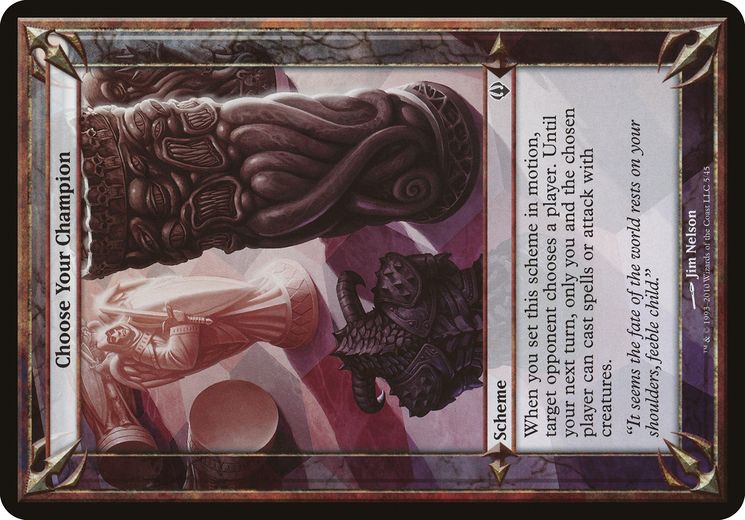 Choose Your Champion
Scheme
When you set this scheme in motion,
target opponent chooses a player. Until
your next turn, only you and the chosen
player can cast spells or attack with
creatures.
"It seems the fate of the world rests on your
shoulders, feeble child."
Jim Nelson
™ & © 1993–2010 Wizards of the Coast LLC 5/45